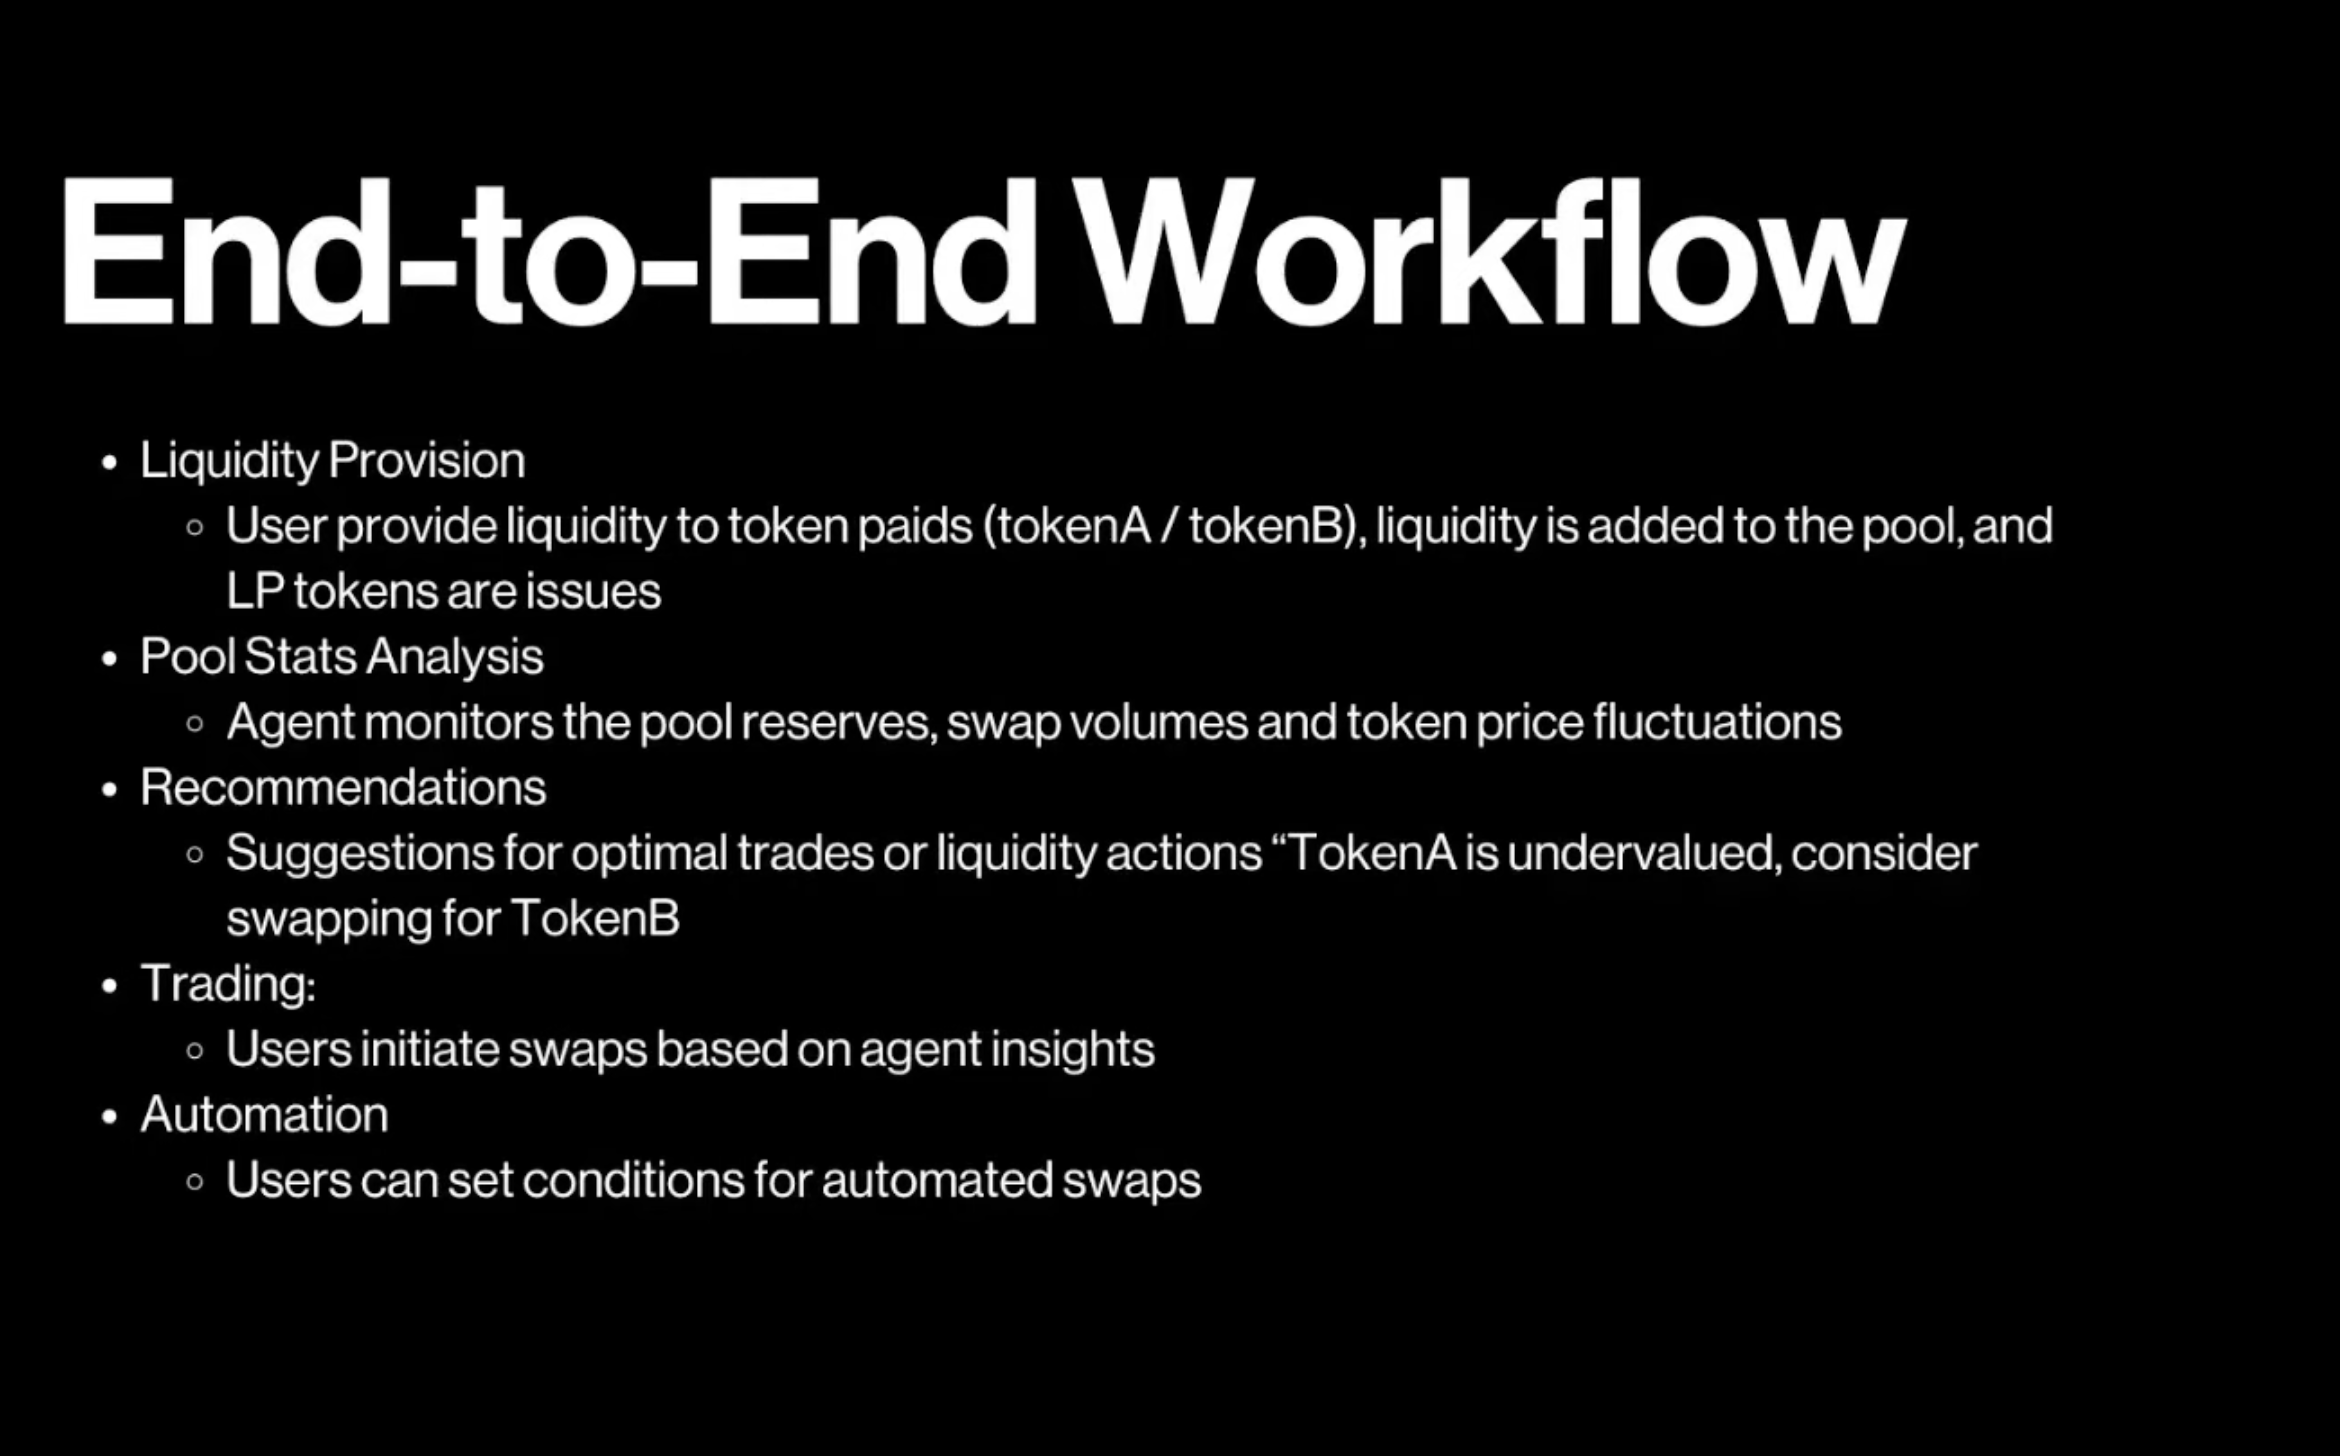 End-to-End Workflow
• Liquidity Provision
◦ User provide liquidity to token paids (tokenA / tokenB), liquidity is added to the pool, and
LP tokens are issues
• Pool Stats Analysis
◦ Agent monitors the pool reserves, swap volumes and token price fluctuations
• Recommendations
◦ Suggestions for optimal trades or liquidity actions “TokenA is undervalued, consider
swapping for TokenB
• Trading:
◦ Users initiate swaps based on agent insights
• Automation
◦ Users can set conditions for automated swaps